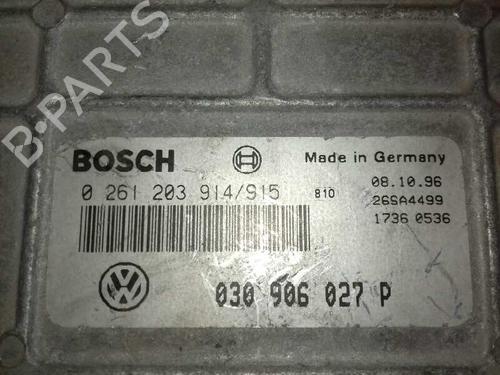 B-PARTS
BOSCH Made in Germany
0 261 203 914/915 810 08.10.96
26SA4499
1736 0536
VW 030 906 027 P